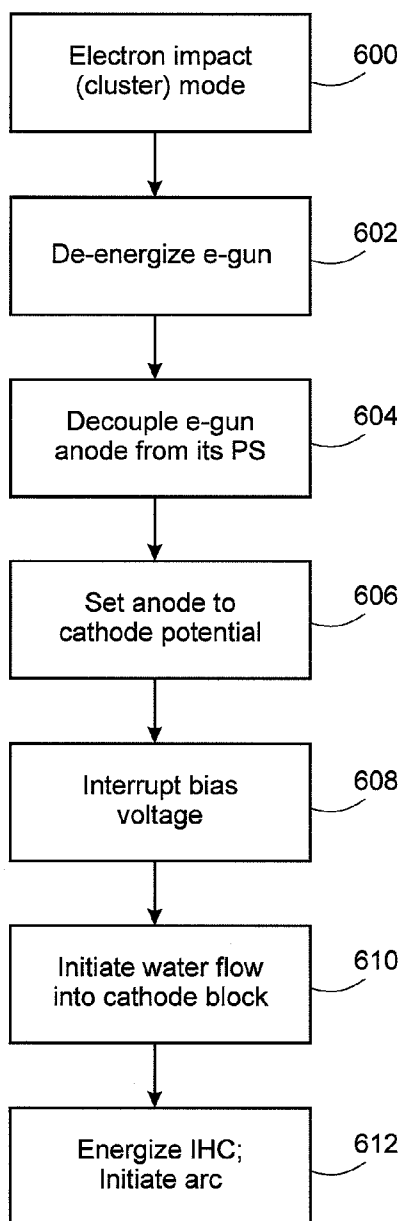 Electron impact
(cluster) mode
600
De-energize e-gun
602
Decouple e-gun
anode from its PS
604
Set anode to
cathode potential
606
Interrupt bias
voltage
608
Initiate water flow
into cathode block
610
Energize IHC;
Initiate arc
612